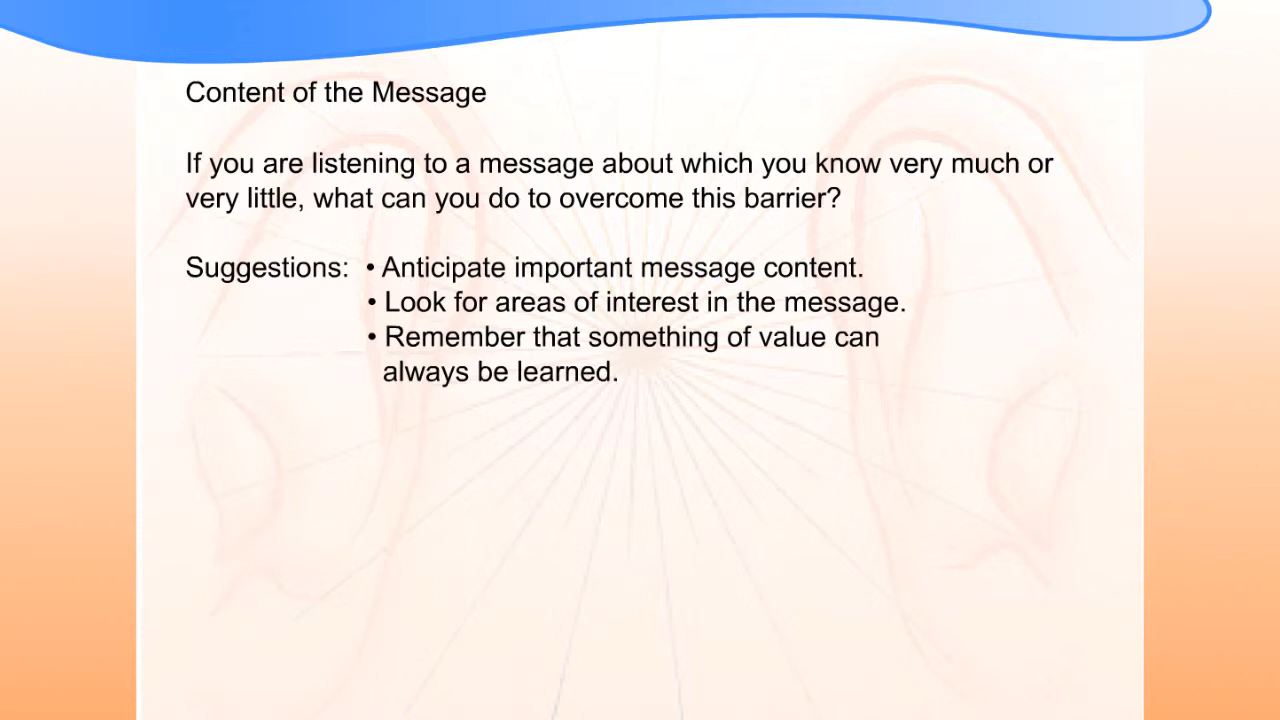 Content of the Message
If you are listening to a message about which you know very much or
very little, what can you do to overcome this barrier?
Suggestions: • Anticipate important message content.
• Look for areas of interest in the message.
• Remember that something of value can
always be learned.